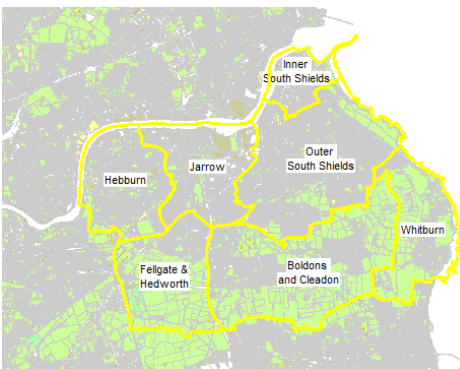 Inner
South Shields
Outer
South Shields
Jarrow
Hebburn
Whitburn
Fellgate &
Hedworth
Boldons
and Cleadon